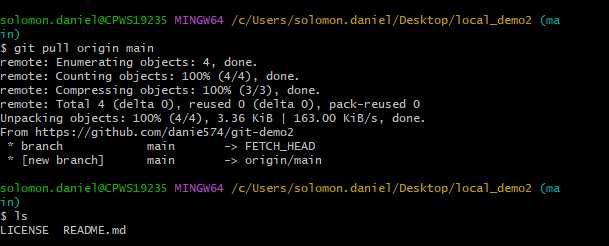 solomon.daniel@CPWS19235 MINGW64 /c/Users/solomon.daniel/Desktop/local_demo2 (ma
in)
$ git pull origin main
remote: Enumerating objects: 4, done.
remote: Counting objects: 100% (4/4), done.
remote: Compressing objects: 100% (3/3), done.
remote: Total 4 (delta 0), reused 0 (delta 0), pack-reused 0
Unpacking objects: 100% (4/4), 3.36 KiB | 163.00 KiB/s, done.
From https://github.com/danie574/git-demo2
 * branch            main       -> FETCH_HEAD
 * [new branch]      main       -> origin/main

solomon.daniel@CPWS19235 MINGW64 /c/Users/solomon.daniel/Desktop/local_demo2 (ma
in)
$ ls
LICENSE  README.md